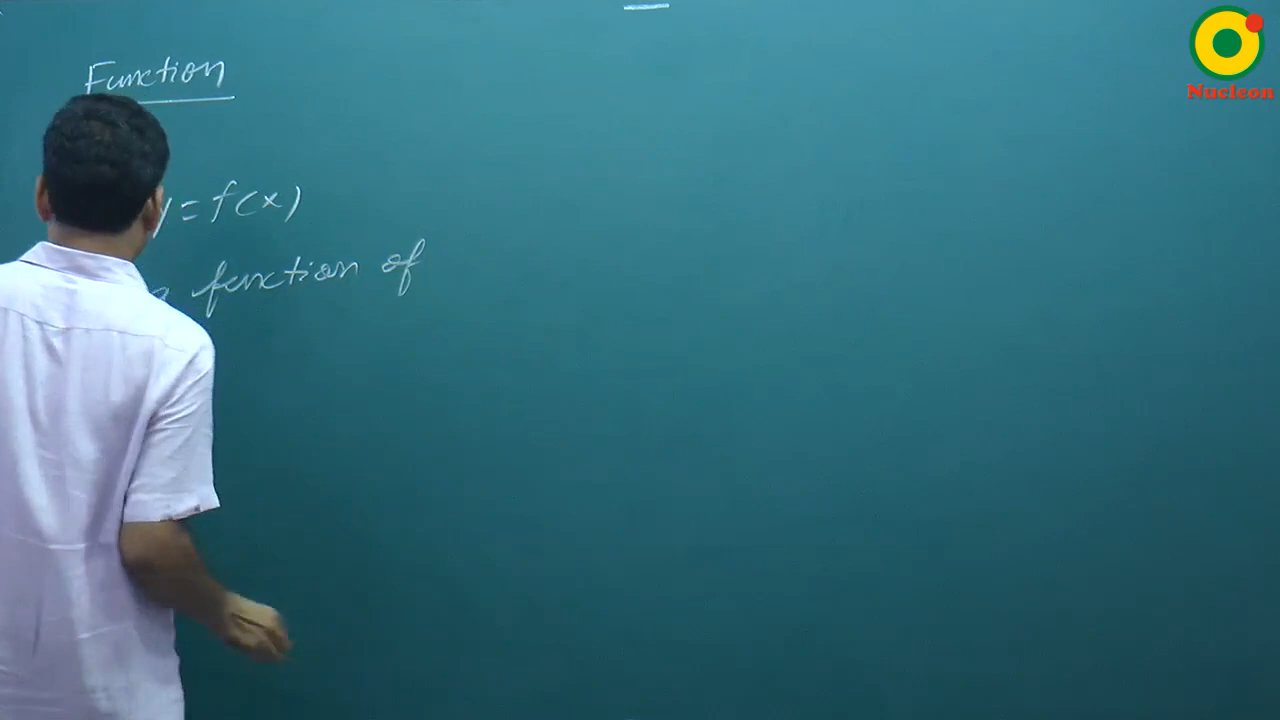 Function
y = f(x)
function of
Nucleon